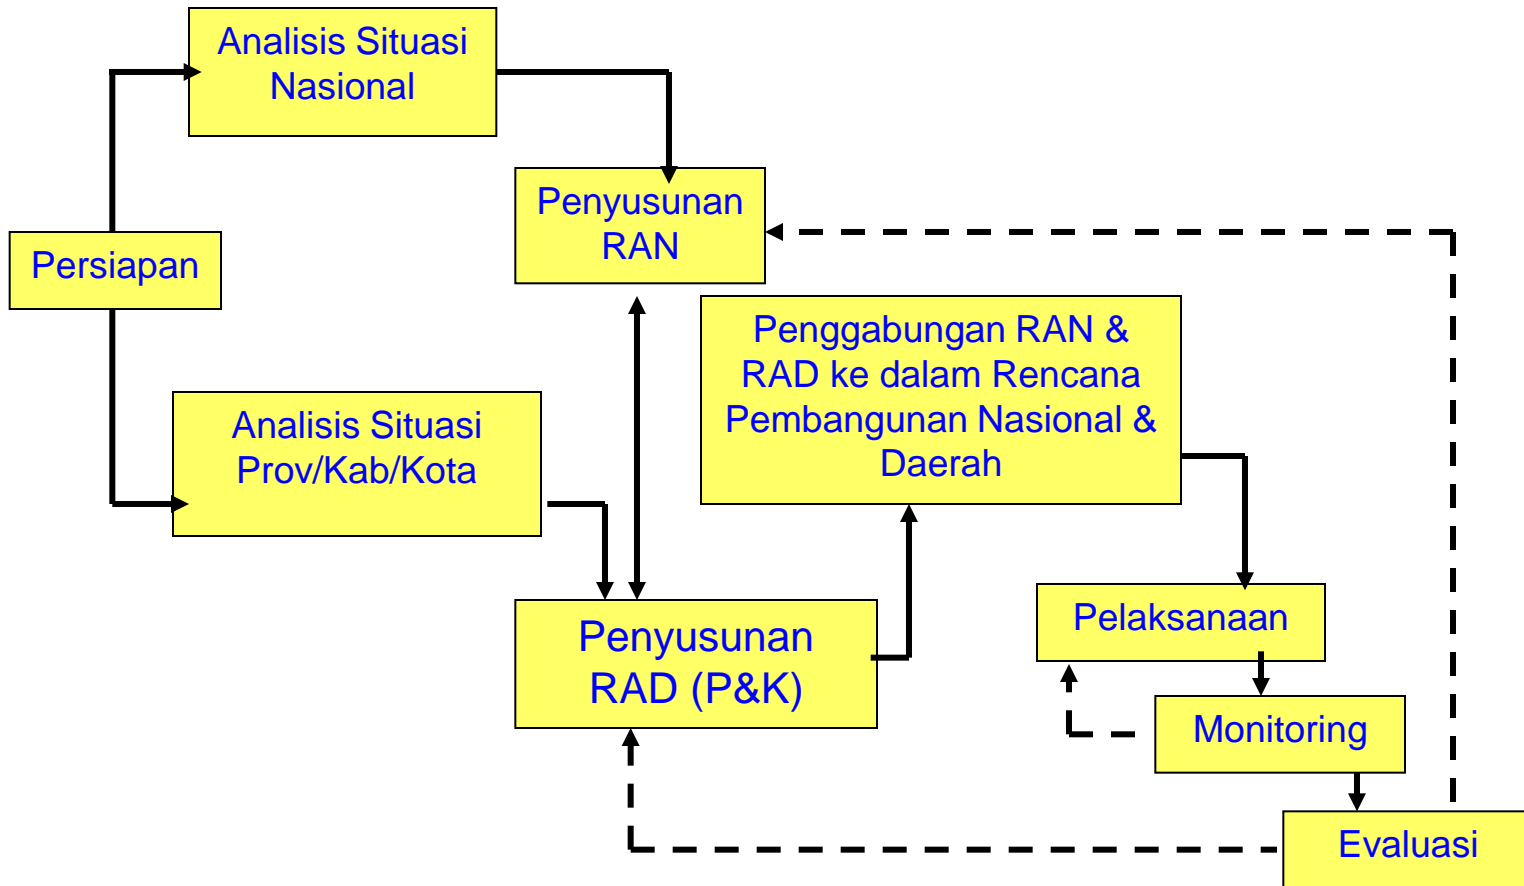 Analisis Situasi
Nasional
Penyusunan
RAN
Persiapan
Penggabungan RAN &
RAD ke dalam Rencana
Pembangunan Nasional &
Daerah
Analisis Situasi
Prov/Kab/Kota
Penyusunan
RAD (P&K)
Pelaksanaan
Monitoring
Evaluasi